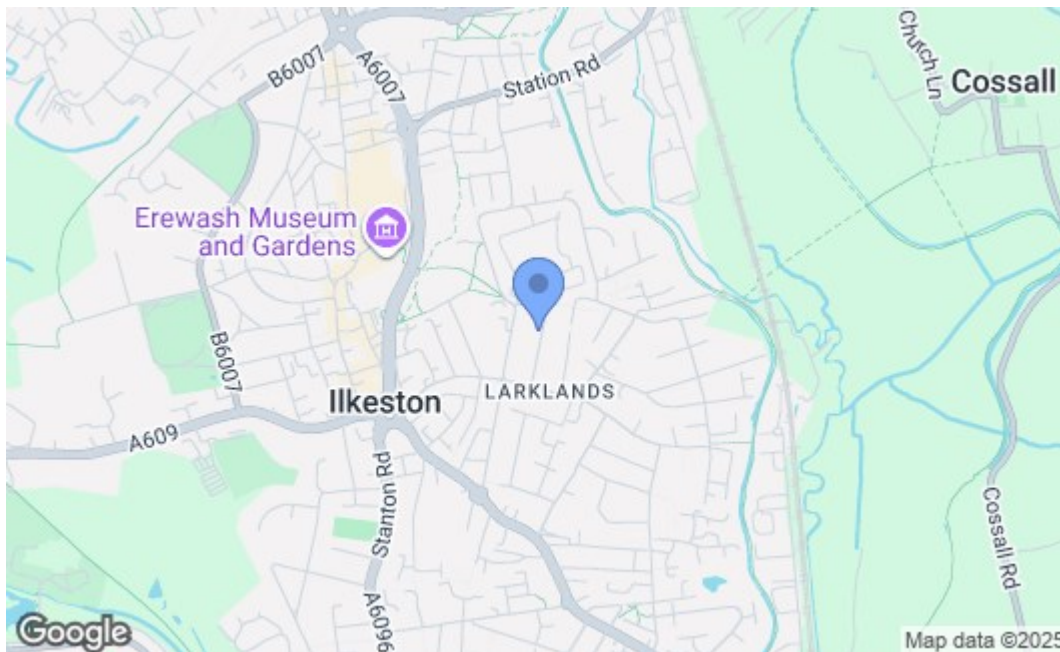 B6007
A6007
Station Rd
Church Ln
Cossall
Erewash Museum
and Gardens
B6007
LARKLANDS
Ilkeston
A609
Stanton Rd
A6096
Cossall Rd
Google
Map data ©2025